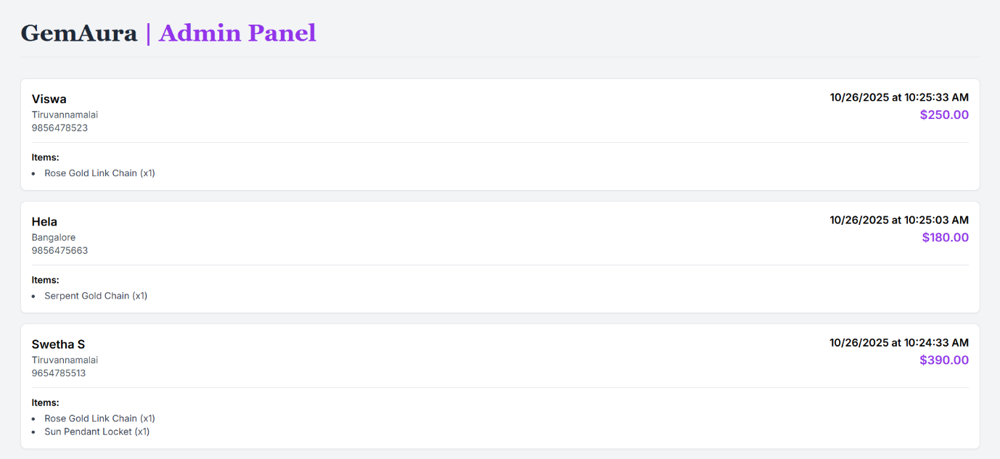 GemAura | Admin Panel
Viswa
10/26/2025 at 10:25:33 AM
Tiruvannamalai
$250.00
9856478523
Items:
• Rose Gold Link Chain (x1)
Hela
10/26/2025 at 10:25:03 AM
Bangalore
$180.00
9856475663
Items:
• Serpent Gold Chain (x1)
Swetha S
10/26/2025 at 10:24:33 AM
Tiruvannamalai
$390.00
9654785513
Items:
• Rose Gold Link Chain (x1)
• Sun Pendant Locket (x1)